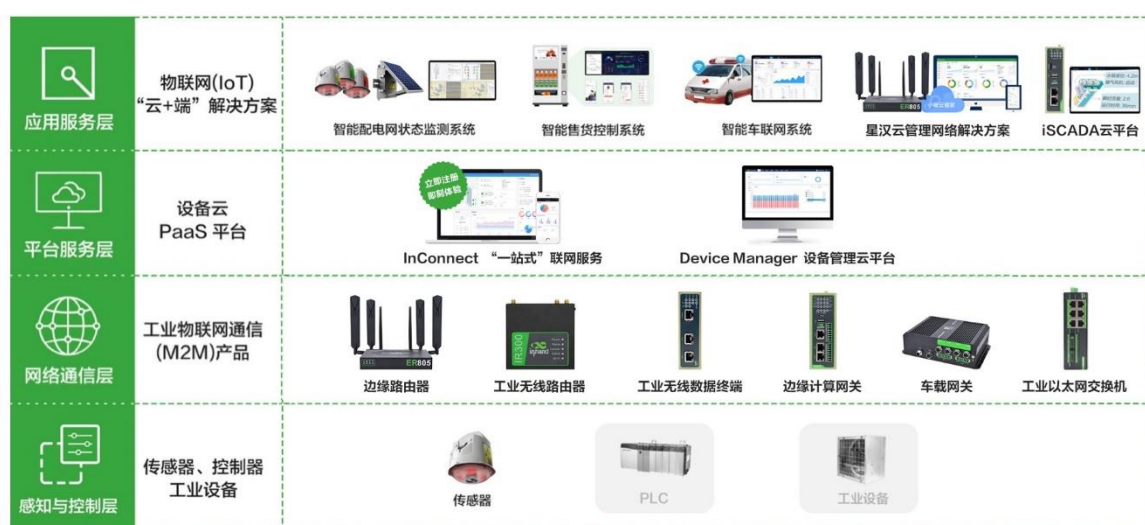 应用服务层
物联网(IoT)
“云+端”解决方案
智能配电网状态监测系统
智能售货控制系统
智能车联网系统
ER805
小星云管家
星汉云管理网络解决方案
iSCADA云平台
平台服务层
设备云
PaaS 平台
立即注册
即刻体验
InConnect “一站式”联网服务
Device Manager 设备管理云平台
网络通信层
工业物联网通信
(M2M)产品
ER805
边缘路由器
IR300
inhand
工业无线路由器
工业无线数据终端
边缘计算网关
车载网关
工业以太网交换机
感知与控制层
传感器、控制器
工业设备
传感器
PLC
工业设备